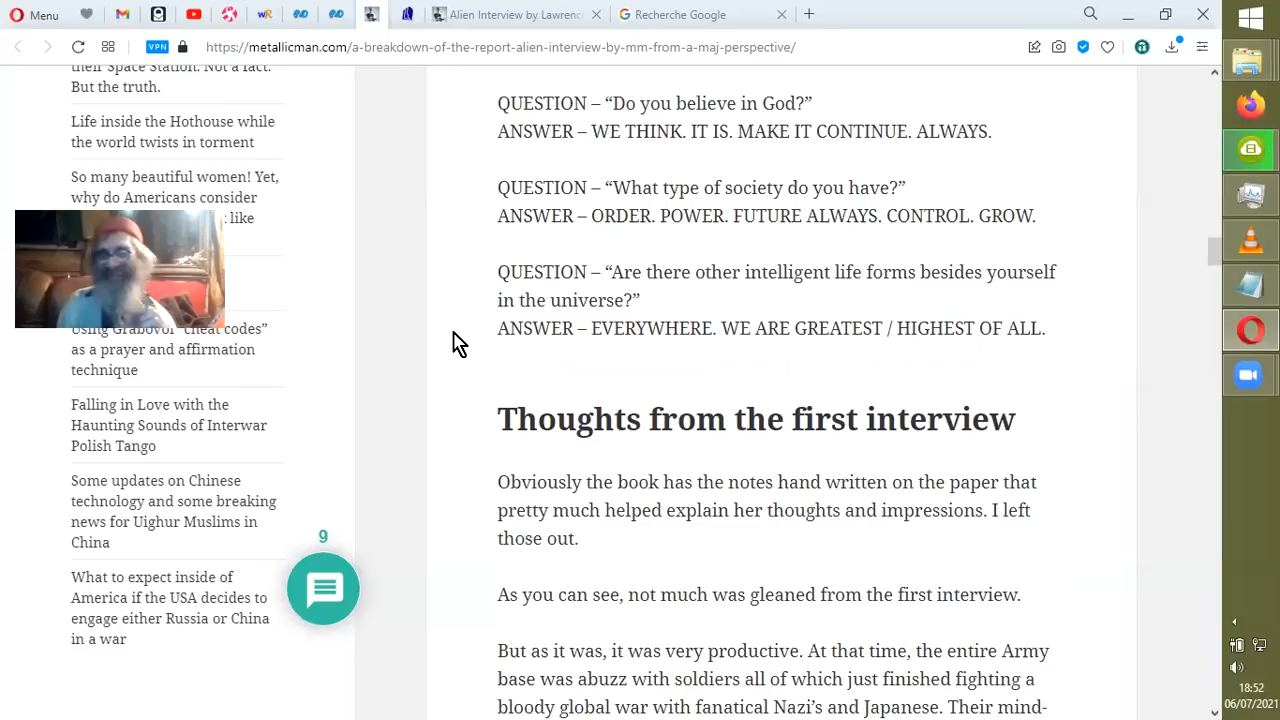 Menu
Alien Interview by Lawrenc
Recherche Google
VPN
https://metallicman.com/a-breakdown-of-the-report-alien-interview-by-mm-from-a-maj-perspective/
their Space Station. Not a fact.
But the truth.
Life inside the Hothouse while
the world twists in torment
So many beautiful women! Yet,
why do Americans consider
like
Using Grabovoi “cheat codes”
as a prayer and affirmation
technique
Falling in Love with the
Haunting Sounds of Interwar
Polish Tango
Some updates on Chinese
technology and some breaking
news for Uighur Muslims in
China
What to expect inside of
America if the USA decides to
engage either Russia or China
in a war
9
QUESTION – “Do you believe in God?”
ANSWER – WE THINK. IT IS. MAKE IT CONTINUE. ALWAYS.
QUESTION – “What type of society do you have?”
ANSWER – ORDER. POWER. FUTURE ALWAYS. CONTROL. GROW.
QUESTION – “Are there other intelligent life forms besides yourself
in the universe?”
ANSWER – EVERYWHERE. WE ARE GREATEST / HIGHEST OF ALL.
Thoughts from the first interview
Obviously the book has the notes hand written on the paper that
pretty much helped explain her thoughts and impressions. I left
those out.
As you can see, not much was gleaned from the first interview.
But as it was, it was very productive. At that time, the entire Army
base was abuzz with soldiers all of which just finished fighting a
bloody global war with fanatical Nazi’s and Japanese. Their mind-
18:52
06/07/2021